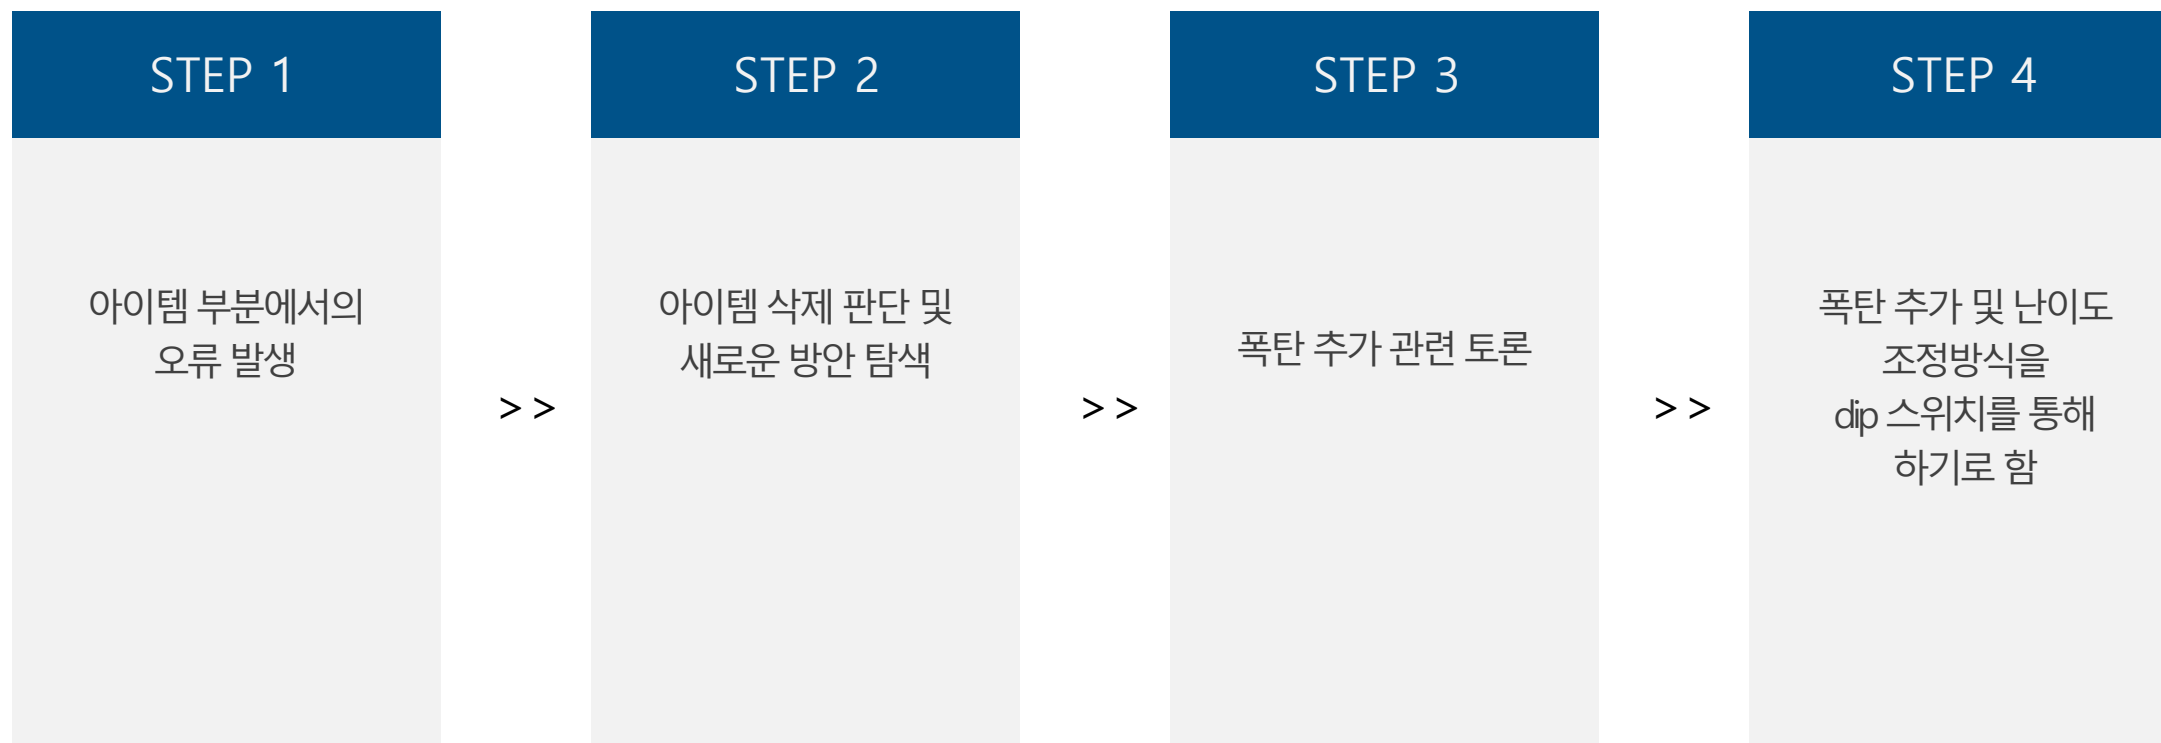 STEP 1
아이템 부분에서의
오류 발생
>>
STEP 2
아이템 삭제 판단 및
새로운 방안 탐색
>>
STEP 3
폭탄 추가 관련 토론
>>
STEP 4
폭탄 추가 및 난이도
조정방식을
dip 스위치를 통해
하기로 함